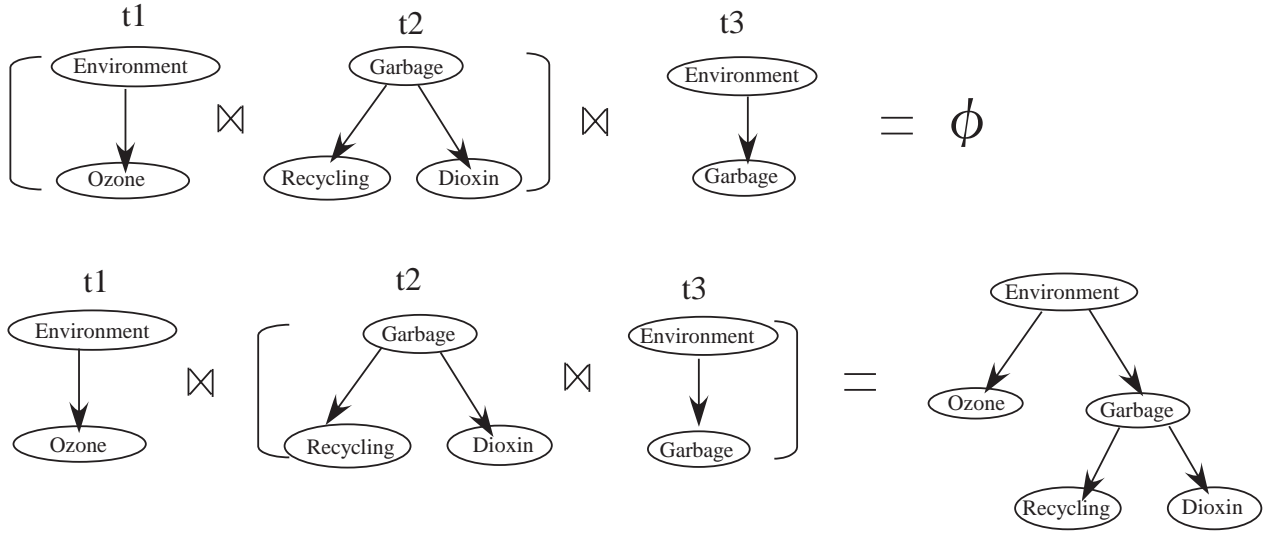 t1 t2 t3
Environment ⋈ Garbage ⋈ Environment = ϕ
Ozone Recycling Dioxin Garbage
t1 t2 t3
Environment ⋈ Garbage ⋈ Environment = Environment
Ozone Garbage
Ozone Recycling Dioxin Garbage
Recycling Dioxin